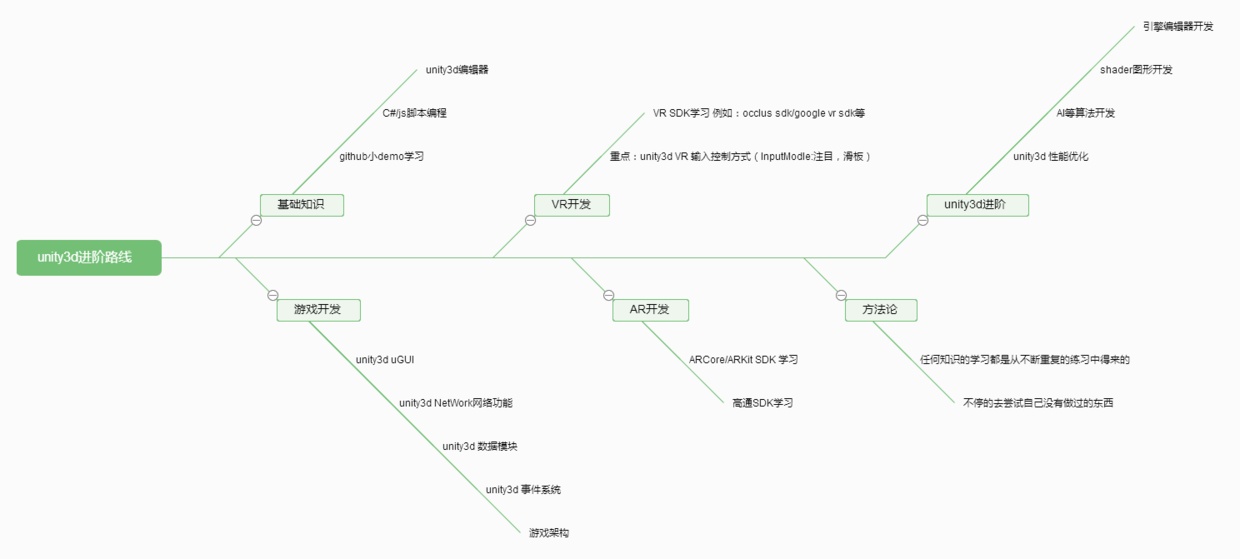 unity3d进阶路线
基础知识
unity3d编辑器
C#/js脚本编程
github小demo学习
游戏开发
unity3d uGUI
unity3d NetWork网络功能
unity3d 数据模块
unity3d 事件系统
游戏架构
VR开发
VR SDK学习 例如：occlus sdk/google vr sdk等
重点：unity3d VR 输入控制方式（InputModle:注目，滑板）
AR开发
ARCore/ARKit SDK 学习
高通SDK学习
方法论
任何知识的学习都是从不断重复的练习中得来的
不停的去尝试自己没有做过的东西
unity3d进阶
引擎编辑器开发
shader图形开发
AI等算法开发
unity3d 性能优化